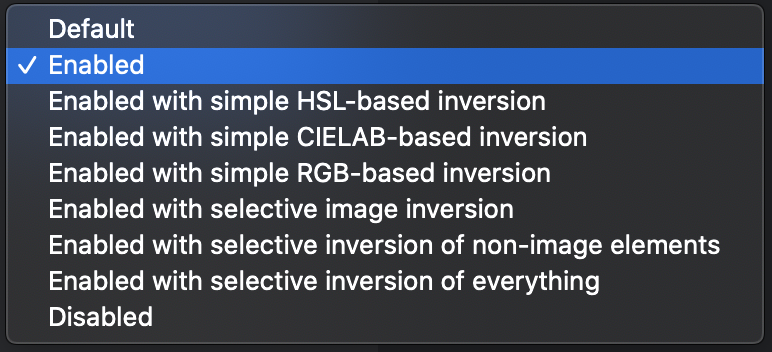 Default
✓ Enabled
Enabled with simple HSL-based inversion
Enabled with simple CIELAB-based inversion
Enabled with simple RGB-based inversion
Enabled with selective image inversion
Enabled with selective inversion of non-image elements
Enabled with selective inversion of everything
Disabled